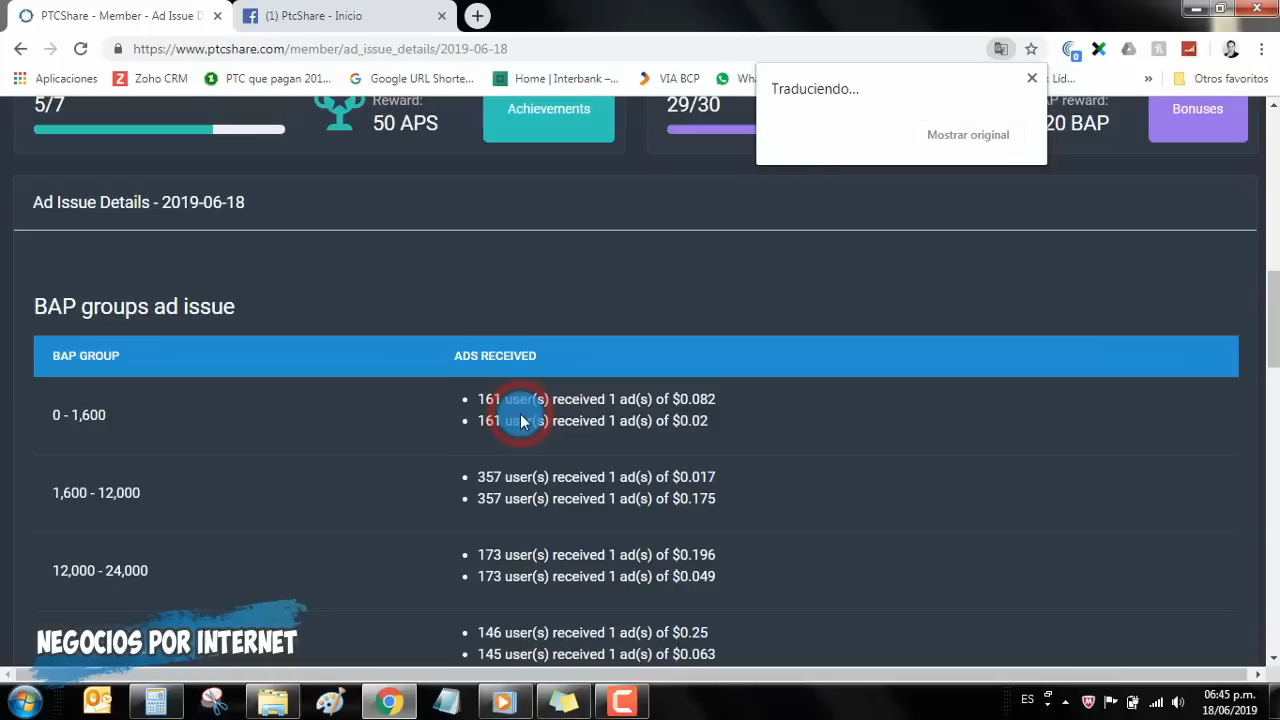 PTCShare - Member - Ad Issue D
(1) PtcShare - Inicio
https://www.ptcshare.com/member/ad_issue_details/2019-06-18
Aplicaciones
Zoho CRM
PTC que pagan 201...
Google URL Shorte...
Home | Interbank –...
VIA BCP
Wha
Líd...
»
Otros favoritos
0
Traduciendo...
Mostrar original
5/7
Reward:
50 APS
Achievements
29/30
AP reward:
20 BAP
Bonuses
Ad Issue Details - 2019-06-18
BAP groups ad issue
BAP GROUP
ADS RECEIVED
0 - 1,600
161 user(s) received 1 ad(s) of $0.082
161 user(s) received 1 ad(s) of $0.02
1,600 - 12,000
357 user(s) received 1 ad(s) of $0.017
357 user(s) received 1 ad(s) of $0.175
12,000 - 24,000
173 user(s) received 1 ad(s) of $0.196
173 user(s) received 1 ad(s) of $0.049
146 user(s) received 1 ad(s) of $0.25
145 user(s) received 1 ad(s) of $0.063
NEGOCIOS POR INTERNET
ES
06:45 p.m.
18/06/2019